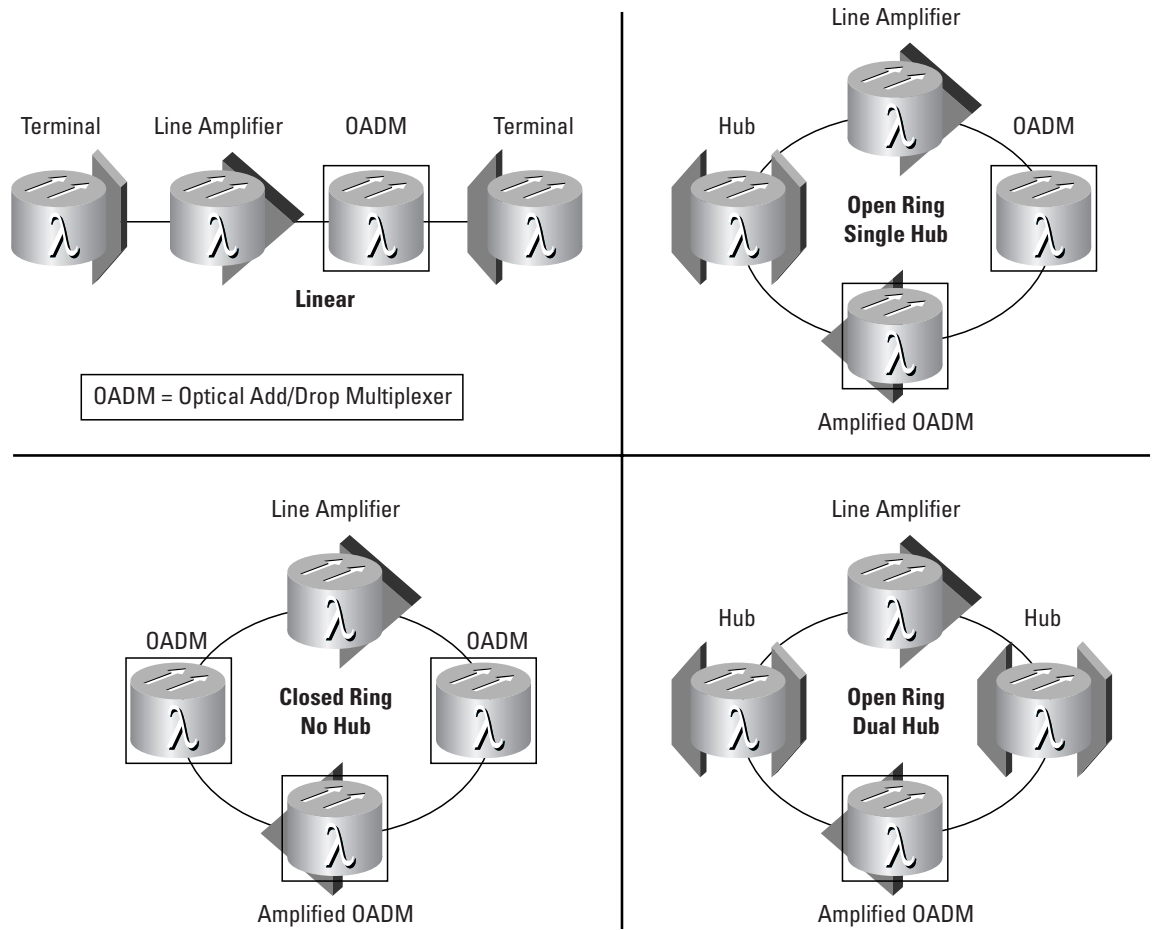 Terminal
Line Amplifier
OADM
Terminal
λ
λ
λ
λ
Linear
OADM = Optical Add/Drop Multiplexer
Line Amplifier
λ
Hub
OADM
λ
Open Ring
Single Hub
λ
λ
Amplified OADM
Line Amplifier
λ
OADM
OADM
λ
Closed Ring
No Hub
λ
λ
Amplified OADM
Line Amplifier
λ
Hub
Hub
λ
Open Ring
Dual Hub
λ
λ
Amplified OADM